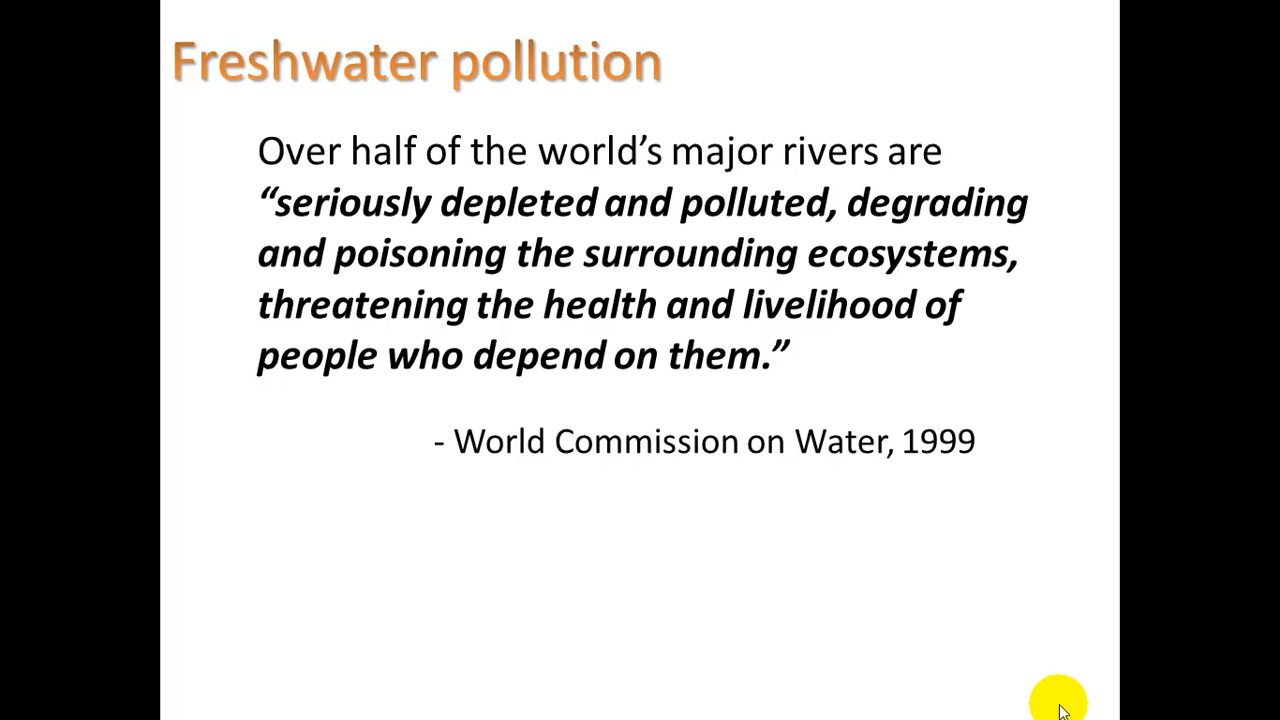 Freshwater pollution
Over half of the world’s major rivers are
“seriously depleted and polluted, degrading
and poisoning the surrounding ecosystems,
threatening the health and livelihood of
people who depend on them.”
- World Commission on Water, 1999